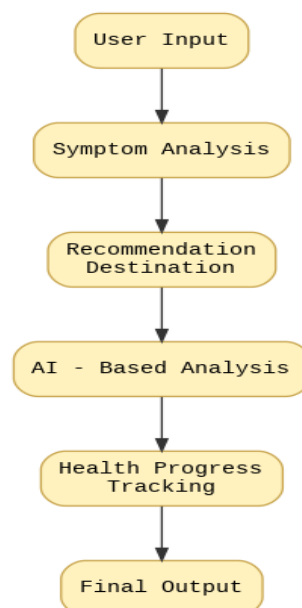 User Input
Symptom Analysis
Recommendation
Destination
AI - Based Analysis
Health Progress
Tracking
Final Output